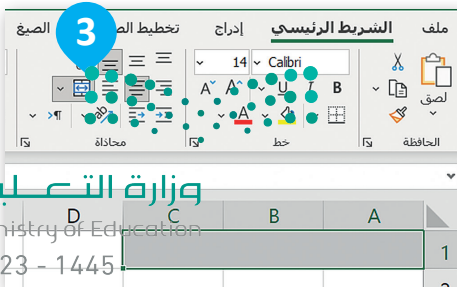 ملف الشريط الرئيسي إدراج تخطيط الص الصيغ
3
Calibri 14
B I U
A A
لصق
A
الحافظة خط محاذاة
وزارة التعليـ
nistry of Education
23 - 1445
A B C D
1